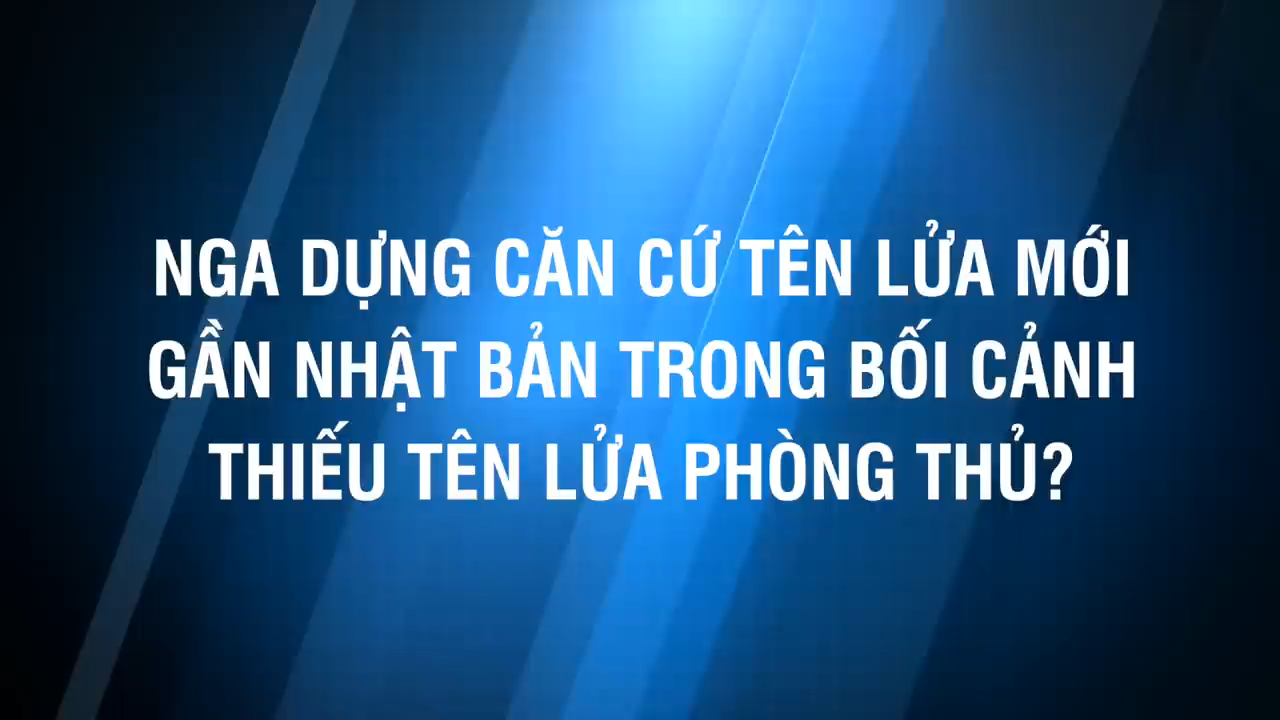 NGA DỰNG CĂN CỨ TÊN LỬA MỚI
GẦN NHẬT BẢN TRONG BỐI CẢNH
THIẾU TÊN LỬA PHÒNG THỦ?